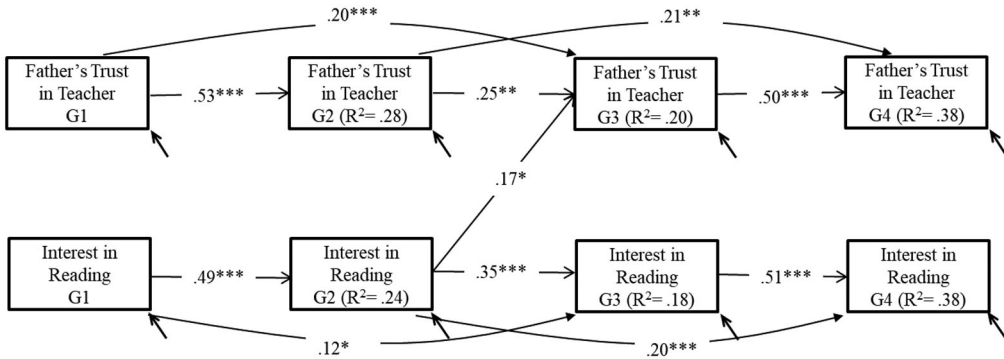 .20***
.21**
Father's Trust
in Teacher
G1
.53***
Father's Trust
in Teacher
G2 (R²= .28)
.25**
Father's Trust
in Teacher
G3 (R²= .20)
.50***
Father's Trust
in Teacher
G4 (R²= .38)
.17*
Interest in
Reading
G1
.49***
Interest in
Reading
G2 (R²= .24)
.35***
Interest in
Reading
G3 (R²= .18)
.51***
Interest in
Reading
G4 (R²= .38)
.12*
.20***